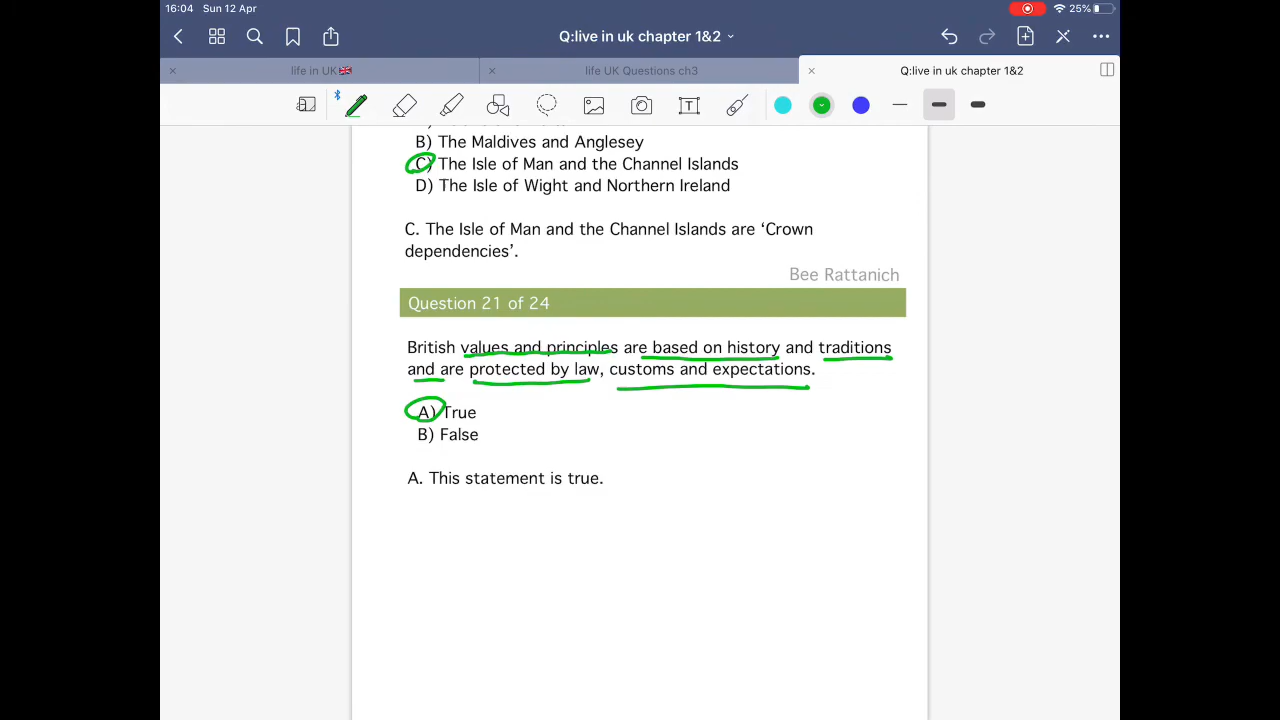 16:04 Sun 12 Apr 25%
Q:live in uk chapter 1&2
life in UK🇬🇧 life UK Questions ch3 Q:live in uk chapter 1&2
B) The Maldives and Anglesey
C) The Isle of Man and the Channel Islands
D) The Isle of Wight and Northern Ireland
C. The Isle of Man and the Channel Islands are ‘Crown
dependencies’.
Bee Rattanich
Question 21 of 24
British values and principles are based on history and traditions
and are protected by law, customs and expectations.
A) True
B) False
A. This statement is true.